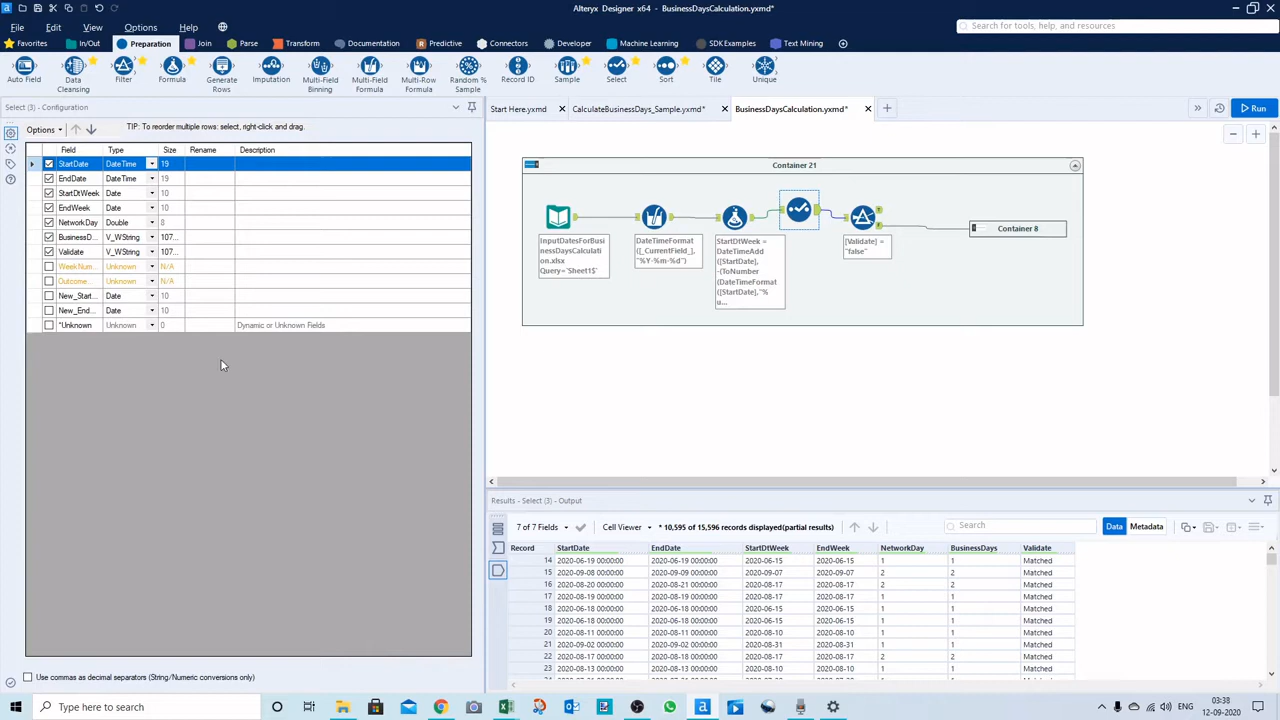 Alteryx Designer x64 - BusinessDaysCalculation.yxmd*
File Edit View Options Help
Search for tools, help, and resources
Favorites In/Out Preparation Join Parse Transform Documentation Predictive Connectors Developer Machine Learning SDK Examples Text Mining
Auto Field
Data Cleansing
Filter
Formula
Generate Rows
Imputation
Multi-Field Binning
Multi-Field Formula
Multi-Row Formula
Random % Sample
Record ID
Sample
Select
Sort
Tile
Unique
Select (3) - Configuration
Start Here.yxmd CalculateBusinessDays_Sample.yxmd* BusinessDaysCalculation.yxmd*
Run
Options TIP: To reorder multiple rows: select, right-click and drag.
Field Type Size Rename Description
StartDate DateTime 19
EndDate DateTime 19
StartDtWeek Date 10
EndWeek Date 10
NetworkDay Double 8
BusinessD... V_WString 107...
Validate V_WString 107...
WeekNum... Unknown N/A
Outcome... Unknown N/A
New_Start... Date 10
New_End... Date 10
*Unknown Unknown 0 Dynamic or Unknown Fields
Use commas as decimal separators (String/Numeric conversions only)
Container 21
InputDatesForBusi
nessDaysCalculati
on.xlsx
Query=`Sheet1$`
DateTimeFormat
([_CurrentField_],
"%Y-%m-%d")
StartDtWeek =
DateTimeAdd
([StartDate],
-(ToNumber
(DateTimeFormat
([StartDate],"%
u...
T
F
[Validate] =
"false"
Container 8
Results - Select (3) - Output
7 of 7 Fields Cell Viewer * 10,595 of 15,596 records displayed(partial results) Search Data Metadata
Record StartDate EndDate StartDtWeek EndWeek NetworkDay BusinessDays Validate
14 2020-06-19 00:00:00 2020-06-19 00:00:00 2020-06-15 2020-06-15 1 1 Matched
15 2020-09-08 00:00:00 2020-09-09 00:00:00 2020-09-07 2020-09-07 2 2 Matched
16 2020-08-20 00:00:00 2020-08-21 00:00:00 2020-08-17 2020-08-17 2 2 Matched
17 2020-08-19 00:00:00 2020-08-19 00:00:00 2020-08-17 2020-08-17 1 1 Matched
18 2020-06-18 00:00:00 2020-06-18 00:00:00 2020-06-15 2020-06-15 1 1 Matched
19 2020-06-18 00:00:00 2020-06-18 00:00:00 2020-06-15 2020-06-15 1 1 Matched
20 2020-08-11 00:00:00 2020-08-11 00:00:00 2020-08-10 2020-08-10 1 1 Matched
21 2020-09-02 00:00:00 2020-09-02 00:00:00 2020-08-31 2020-08-31 1 1 Matched
22 2020-08-17 00:00:00 2020-08-18 00:00:00 2020-08-17 2020-08-17 2 2 Matched
23 2020-08-13 00:00:00 2020-08-13 00:00:00 2020-08-10 2020-08-10 1 1 Matched
Type here to search
ENG
03:38
12-09-2020